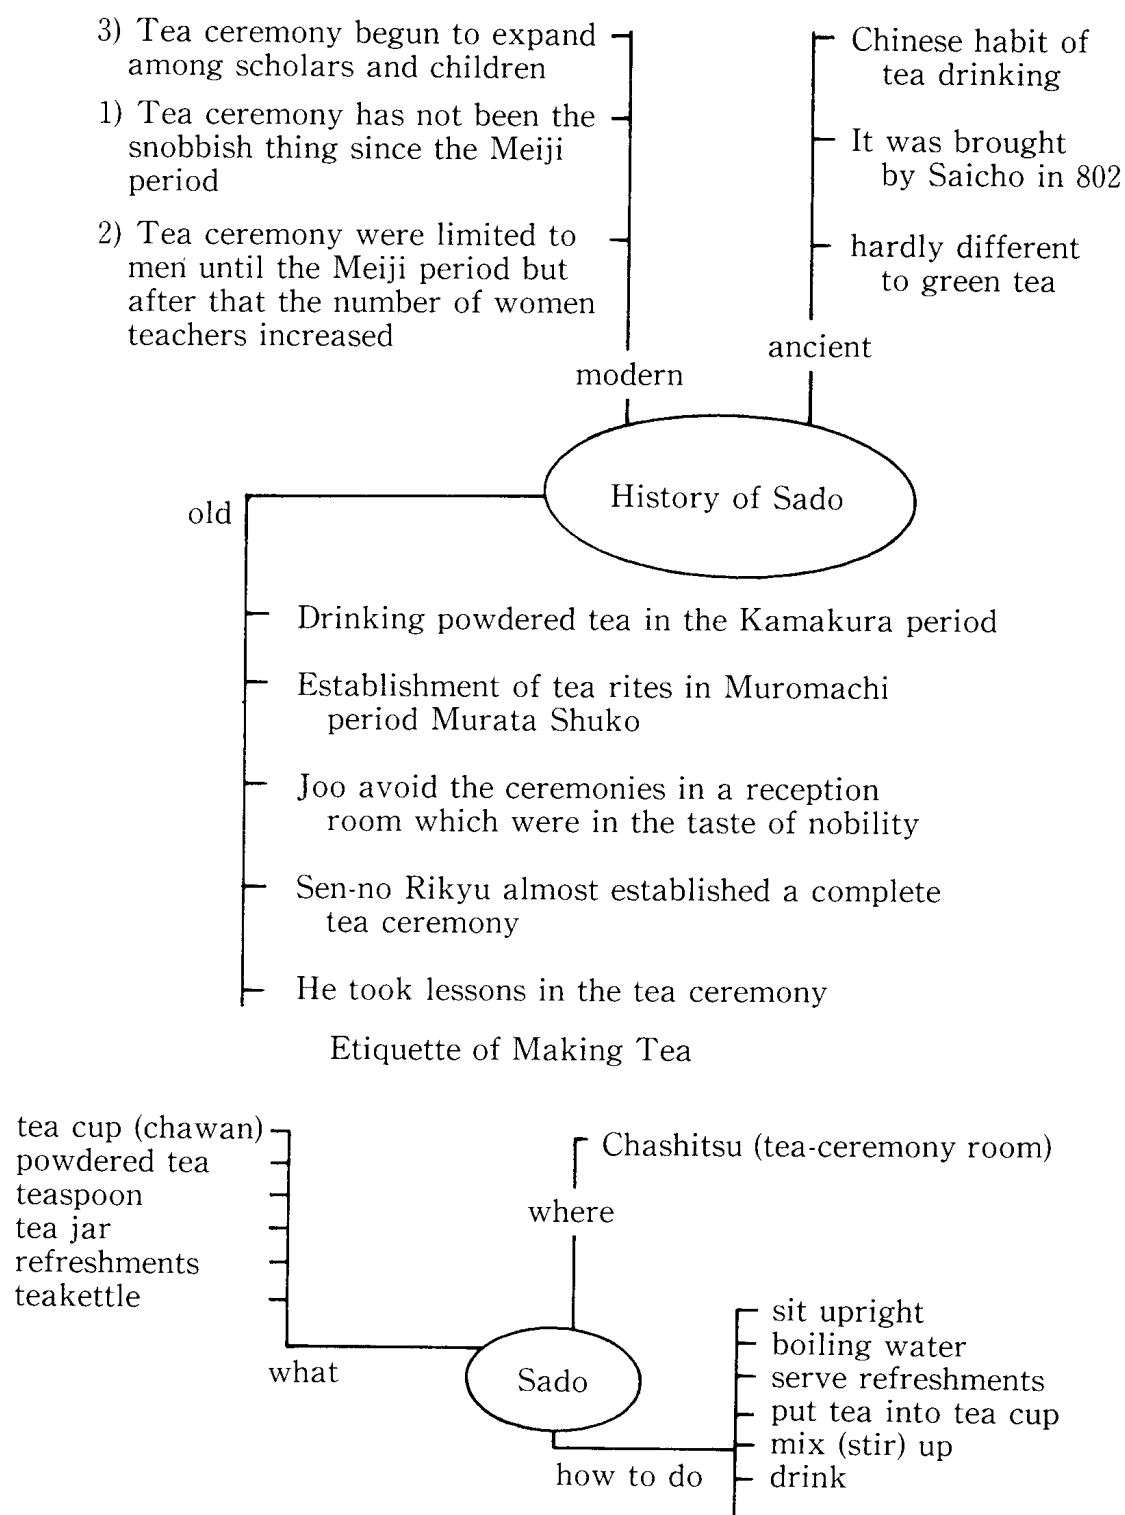 3) Tea ceremony begun to expand
among scholars and children
1) Tea ceremony has not been the
snobbish thing since the Meiji
period
2) Tea ceremony were limited to
men until the Meiji period but
after that the number of women
teachers increased
modern
Chinese habit of
tea drinking
It was brought
by Saicho in 802
hardly different
to green tea
ancient
History of Sado
old
Drinking powdered tea in the Kamakura period
Establishment of tea rites in Muromachi
period Murata Shuko
Joo avoid the ceremonies in a reception
room which were in the taste of nobility
Sen-no Rikyu almost established a complete
tea ceremony
He took lessons in the tea ceremony
Etiquette of Making Tea
tea cup (chawan)
powdered tea
teaspoon
tea jar
refreshments
teakettle
what
Chashitsu (tea-ceremony room)
where
Sado
how to do
sit upright
boiling water
serve refreshments
put tea into tea cup
mix (stir) up
drink